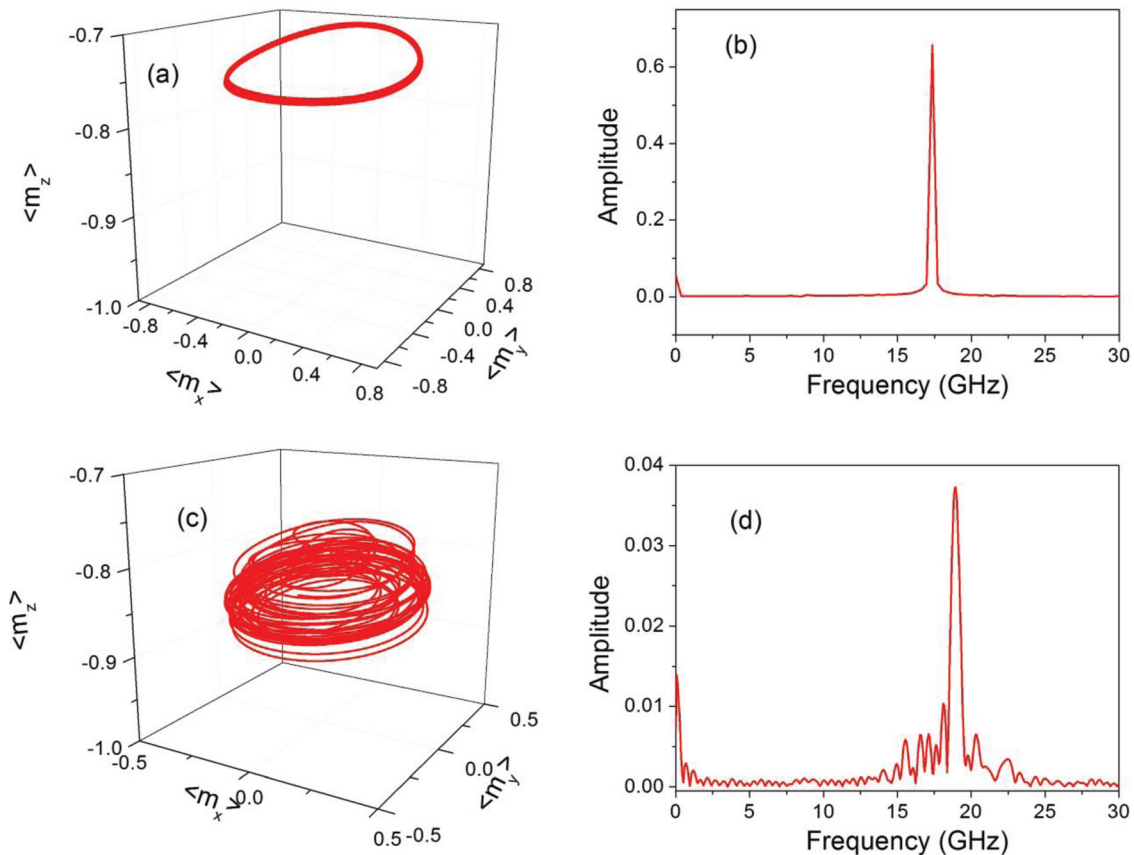 (a)
-0.7
-0.8
-0.9
-1.0
<m_z>
-0.8
-0.4
0.0
0.4
0.8
<m_x>
-0.8
-0.4
0.0
0.4
0.8
<m_y>
(b)
0.6
0.4
0.2
0.0
Amplitude
0 5 10 15 20 25 30
Frequency (GHz)
(c)
-0.7
-0.8
-0.9
-1.0
<m_z>
-0.5
0.0
0.5
<m_x>
-0.5
0.0
0.5
<m_y>
(d)
0.04
0.03
0.02
0.01
0.00
Amplitude
0 5 10 15 20 25 30
Frequency (GHz)